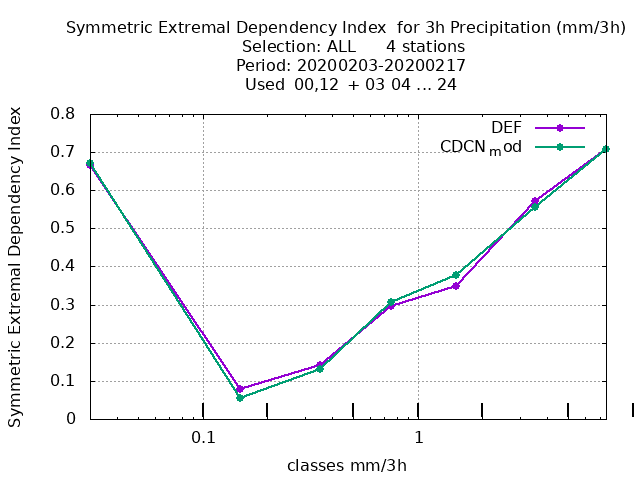 Symmetric Extremal Dependency Index  for 3h Precipitation (mm/3h)
Selection: ALL      4 stations
Period: 20200203-20200217
Used  00,12  + 03 04 ... 24
Symmetric Extremal Dependency Index
0.8
0.7
0.6
0.5
0.4
0.3
0.2
0.1
0
DEF
CDCNmod
0.1
1
classes mm/3h